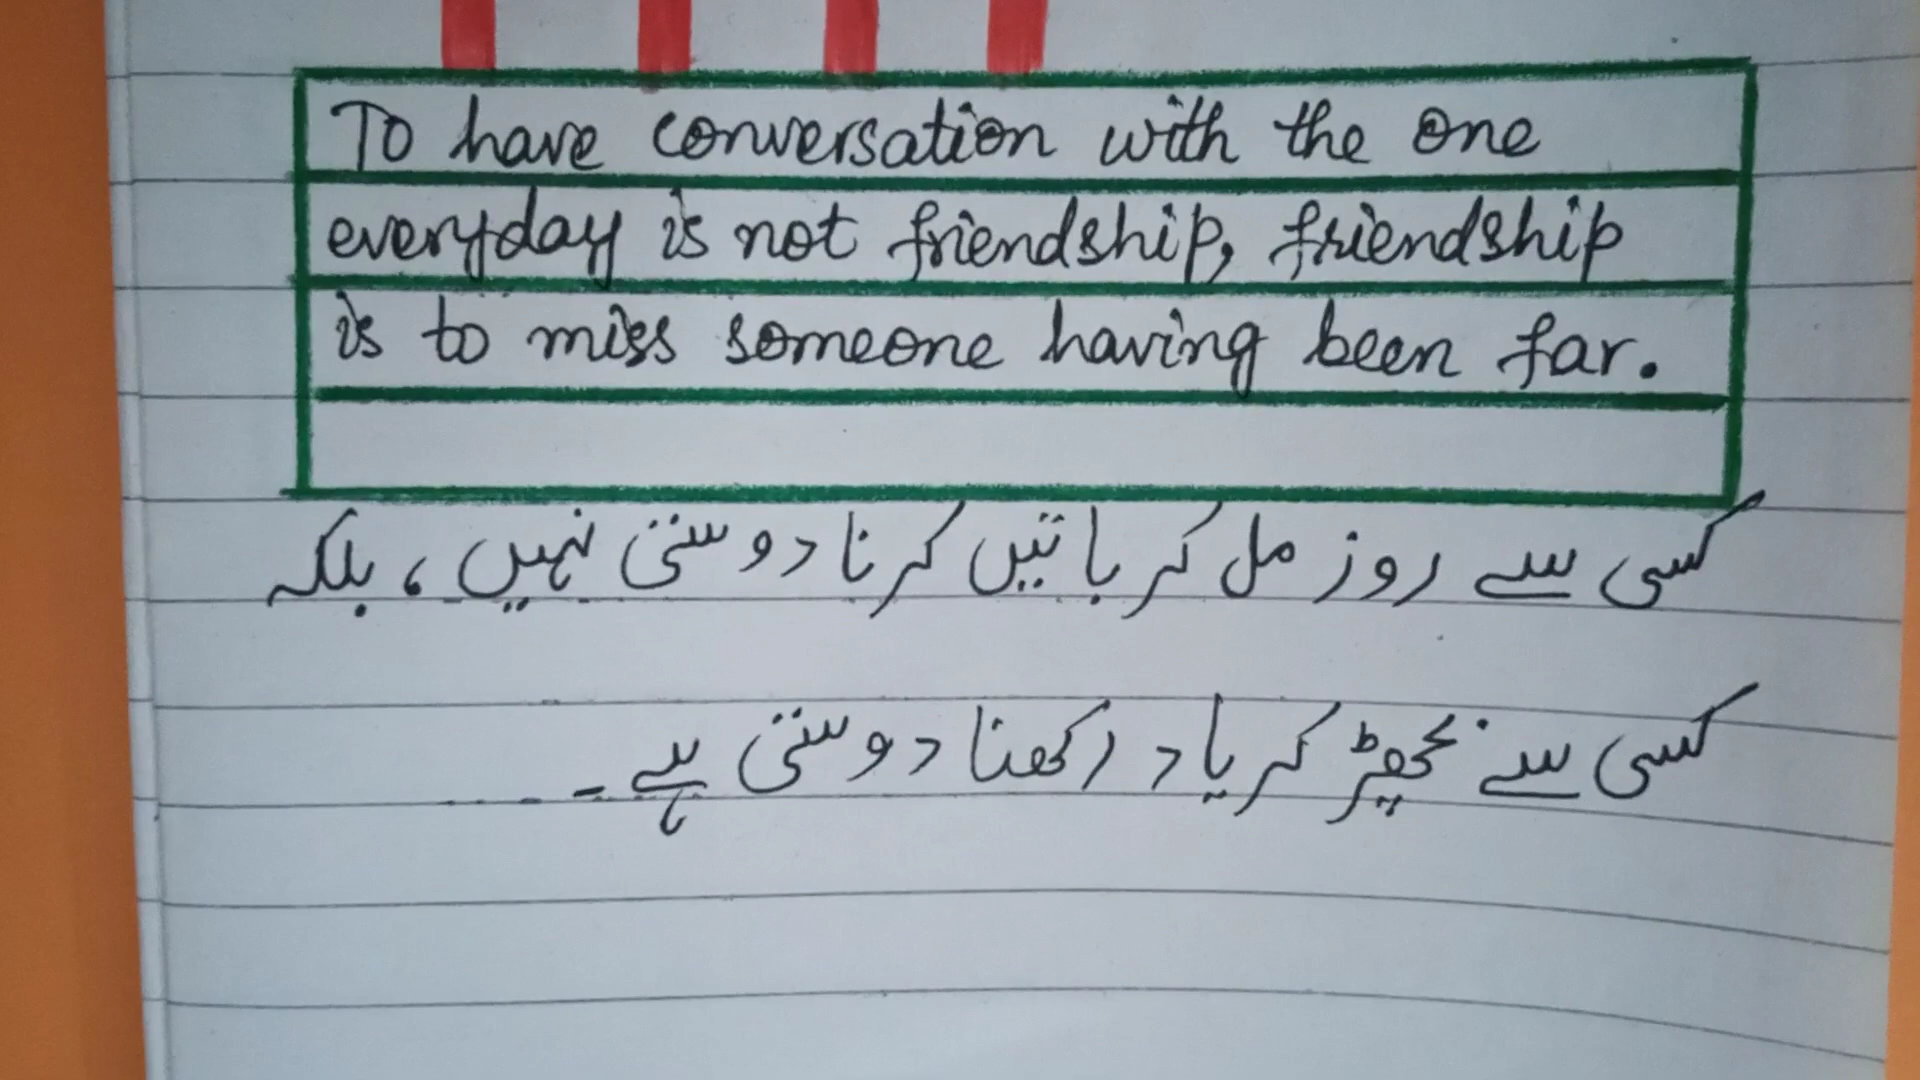 To have conversation with the one
everyday is not friendship, friendship
is to miss someone having been far.
کسی سے روز مل کر باتیں کرنا دوستی نہیں، بلکہ
کسی سے بچھڑ کر یاد رکھنا دوستی ہے۔